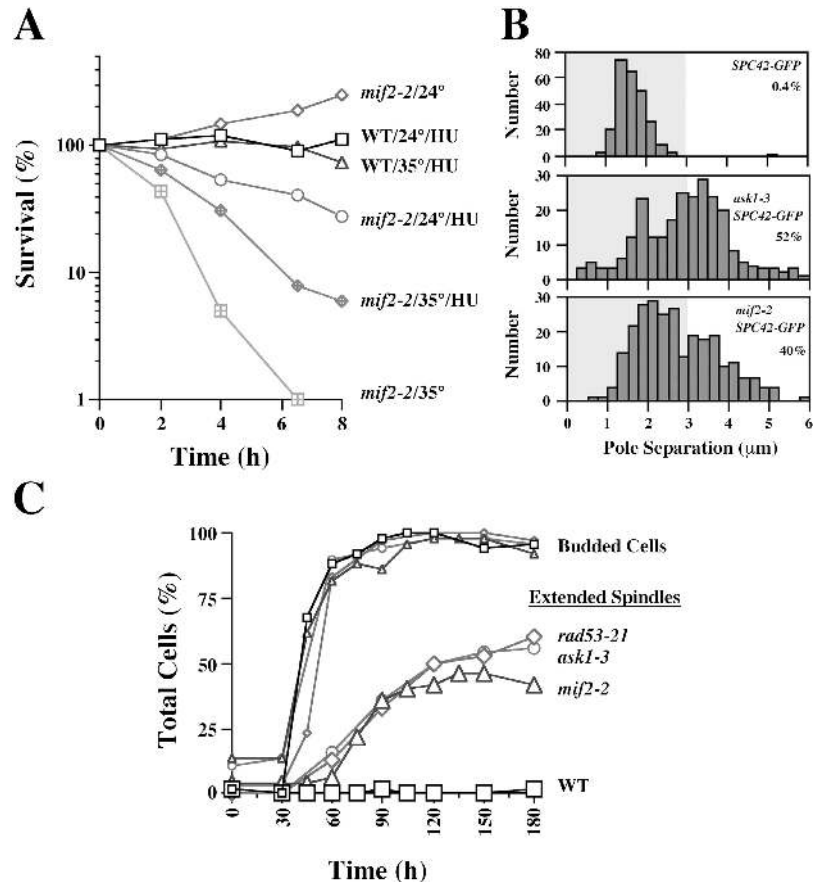 A
Survival (%)
100
10
1
0
2
4
6
8
Time (h)
mif2-2/24°
WT/24°/HU
WT/35°/HU
mif2-2/24°/HU
mif2-2/35°/HU
mif2-2/35°
B
Number
80
60
40
20
0
SPC42-GFP
0.4%
Number
30
20
10
0
ask1-3
SPC42-GFP
52%
Number
30
20
10
0
mif2-2
SPC42-GFP
40%
0
1
2
3
4
5
6
Pole Separation (μm)
C
Total Cells (%)
100
75
50
25
0
0
30
60
90
120
150
180
Time (h)
Budded Cells
Extended Spindles
rad53-21
ask1-3
mif2-2
WT